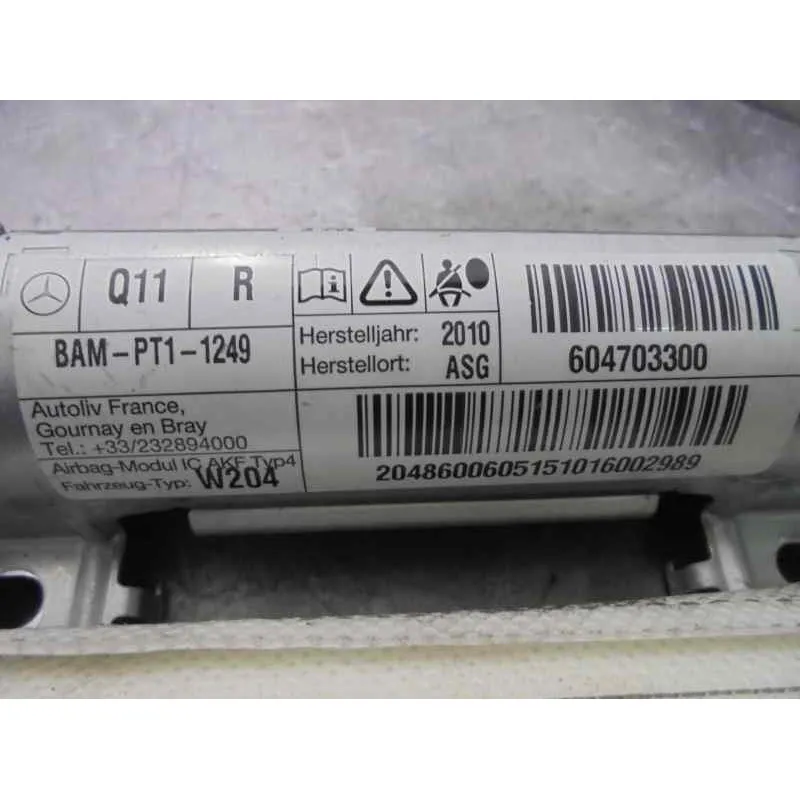 Q11 R
BAM-PT1-1249
Herstelljahr: 2010
Herstellort: ASG
604703300
Autoliv France,
Gournay en Bray
Tel.: +33/232894000
Airbag-Modul IC AKF Typ4
Fahrzeug-Typ: W204
2048600605151016002989